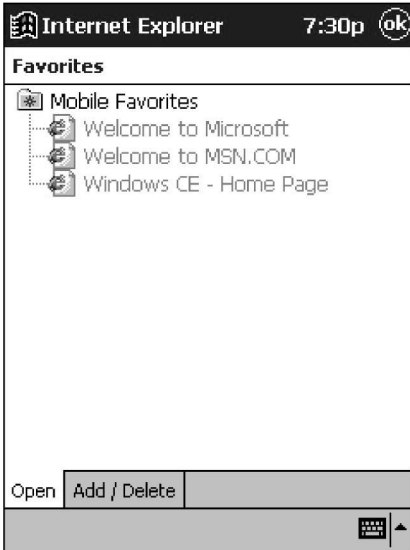 Internet Explorer 7:30p ok
Favorites
Mobile Favorites
Welcome to Microsoft
Welcome to MSN.COM
Windows CE - Home Page
Open Add / Delete